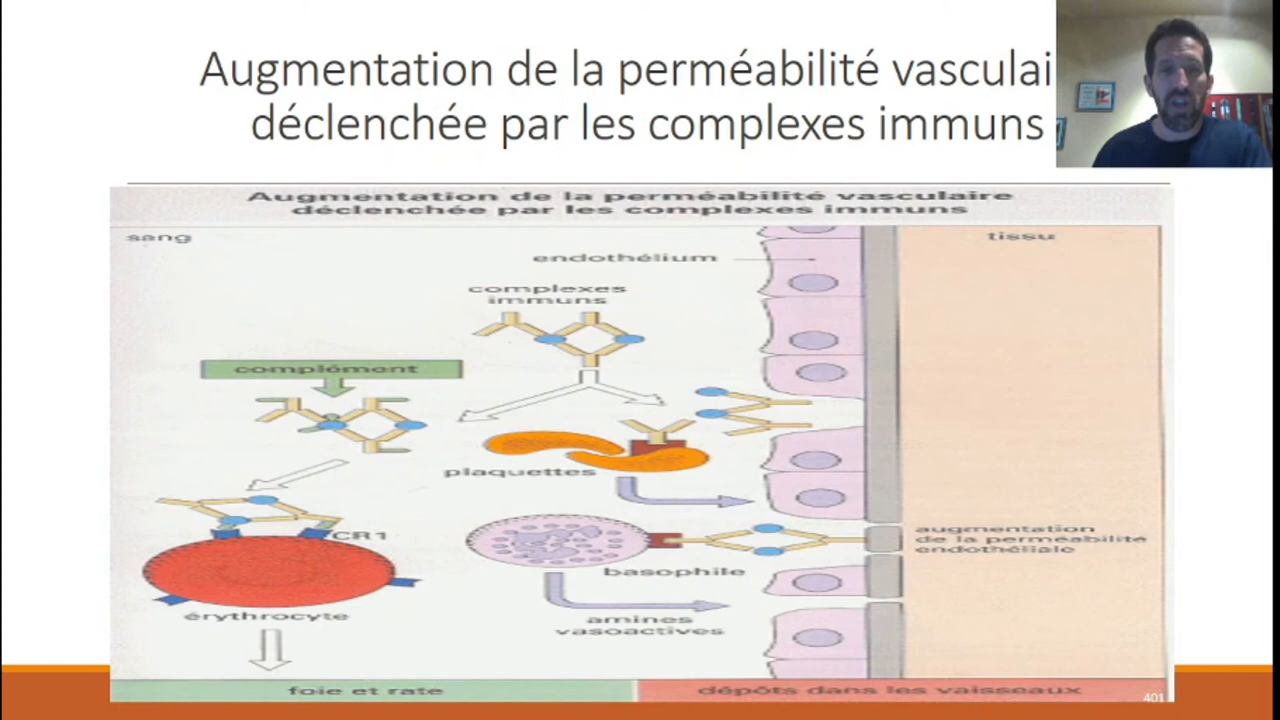 Augmentation de la perméabilité vasculai
déclenchée par les complexes immuns
Augmentation de la perméabilité vasculaire
déclenchée par les complexes immuns
sang
tissu
endothélium
complexes
immuns
complément
plaquettes
CR1
augmentation
de la perméabilité
endothéliale
basophile
érythrocyte
amines
vasoactives
foie et rate
dépôts dans les vaisseaux
401